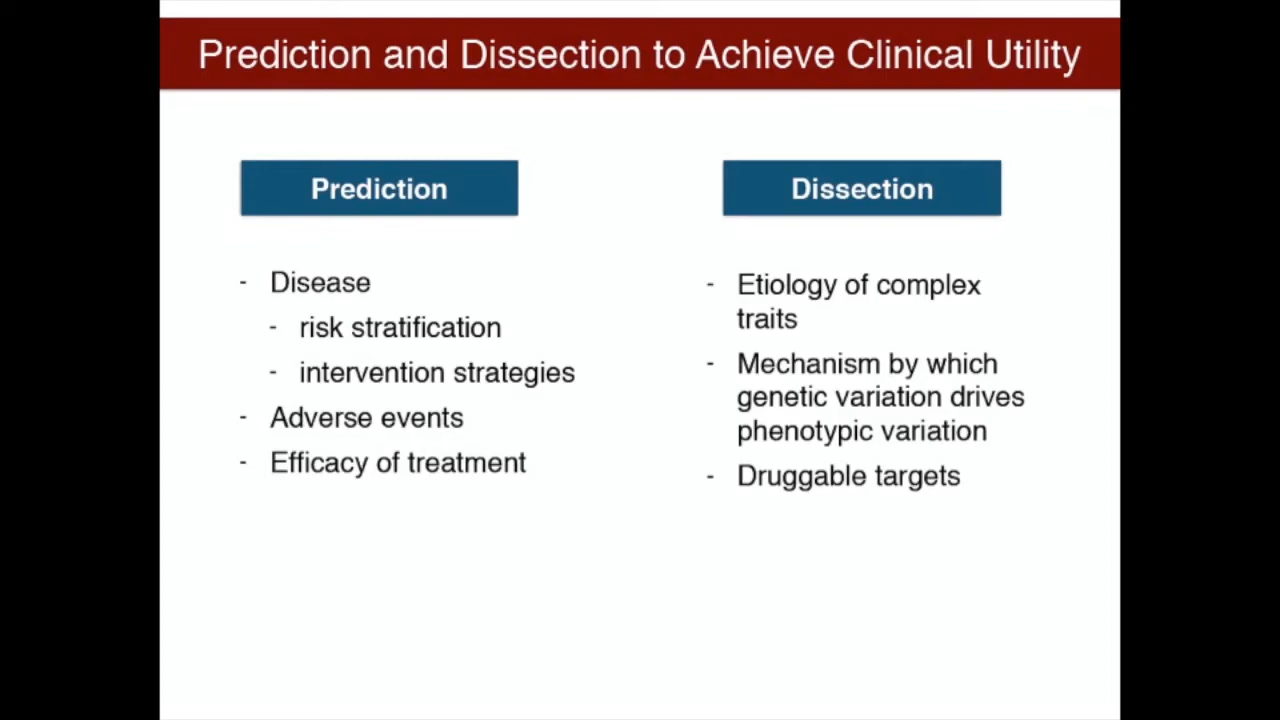 Prediction and Dissection to Achieve Clinical Utility
Prediction
- Disease
- risk stratification
- intervention strategies
- Adverse events
- Efficacy of treatment
Dissection
- Etiology of complex
traits
- Mechanism by which
genetic variation drives
phenotypic variation
- Druggable targets